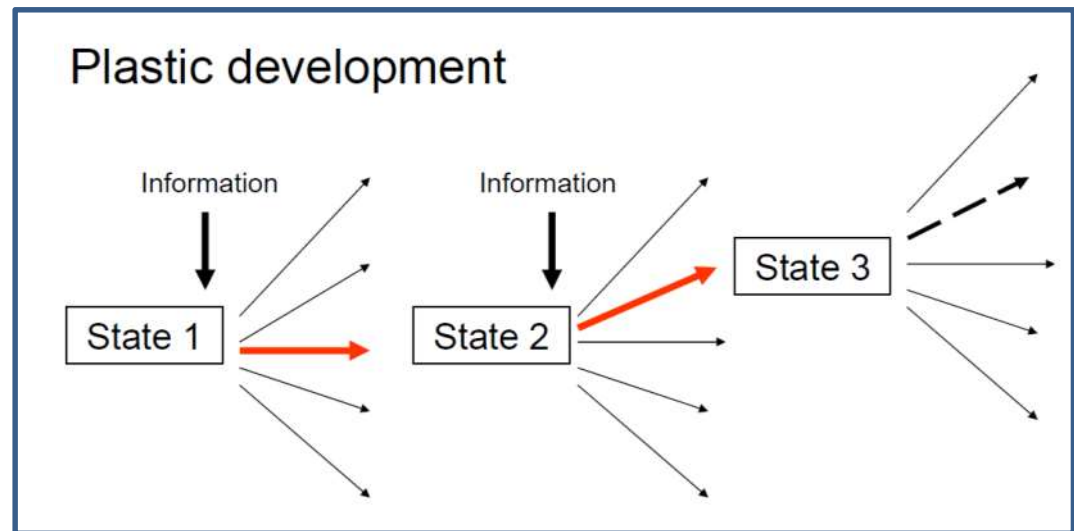 Plastic development
Information
Information
State 1
State 2
State 3